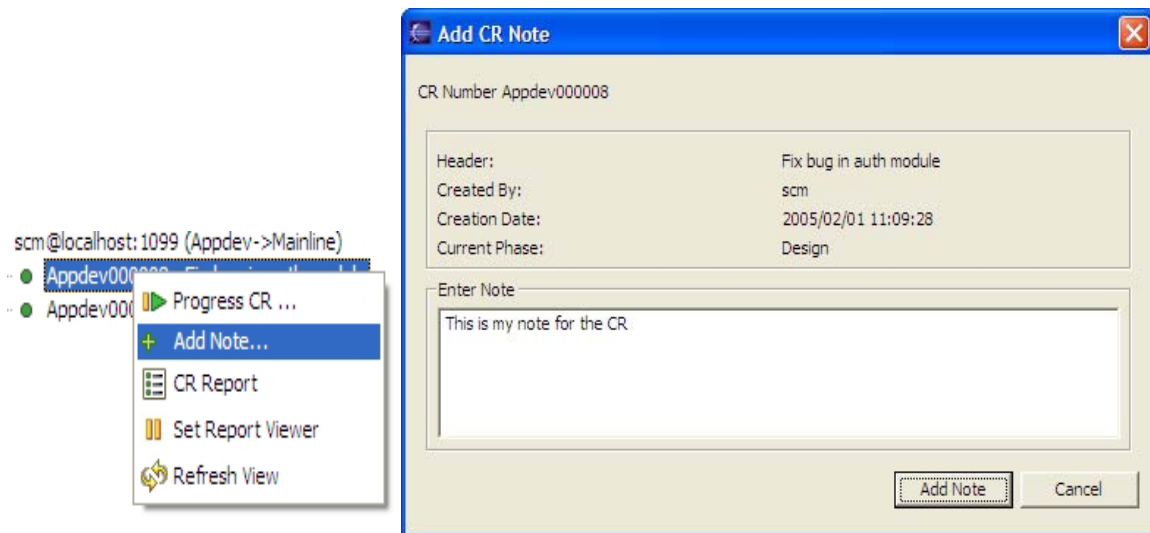 scm@localhost:1099 (Appdev->Mainline)
Progress CR ...
Add Note...
CR Report
Set Report Viewer
Refresh View
Add CR Note
CR Number Appdev000008
Header: Fix bug in auth module
Created By: scm
Creation Date: 2005/02/01 11:09:28
Current Phase: Design
Enter Note
This is my note for the CR
Add Note Cancel